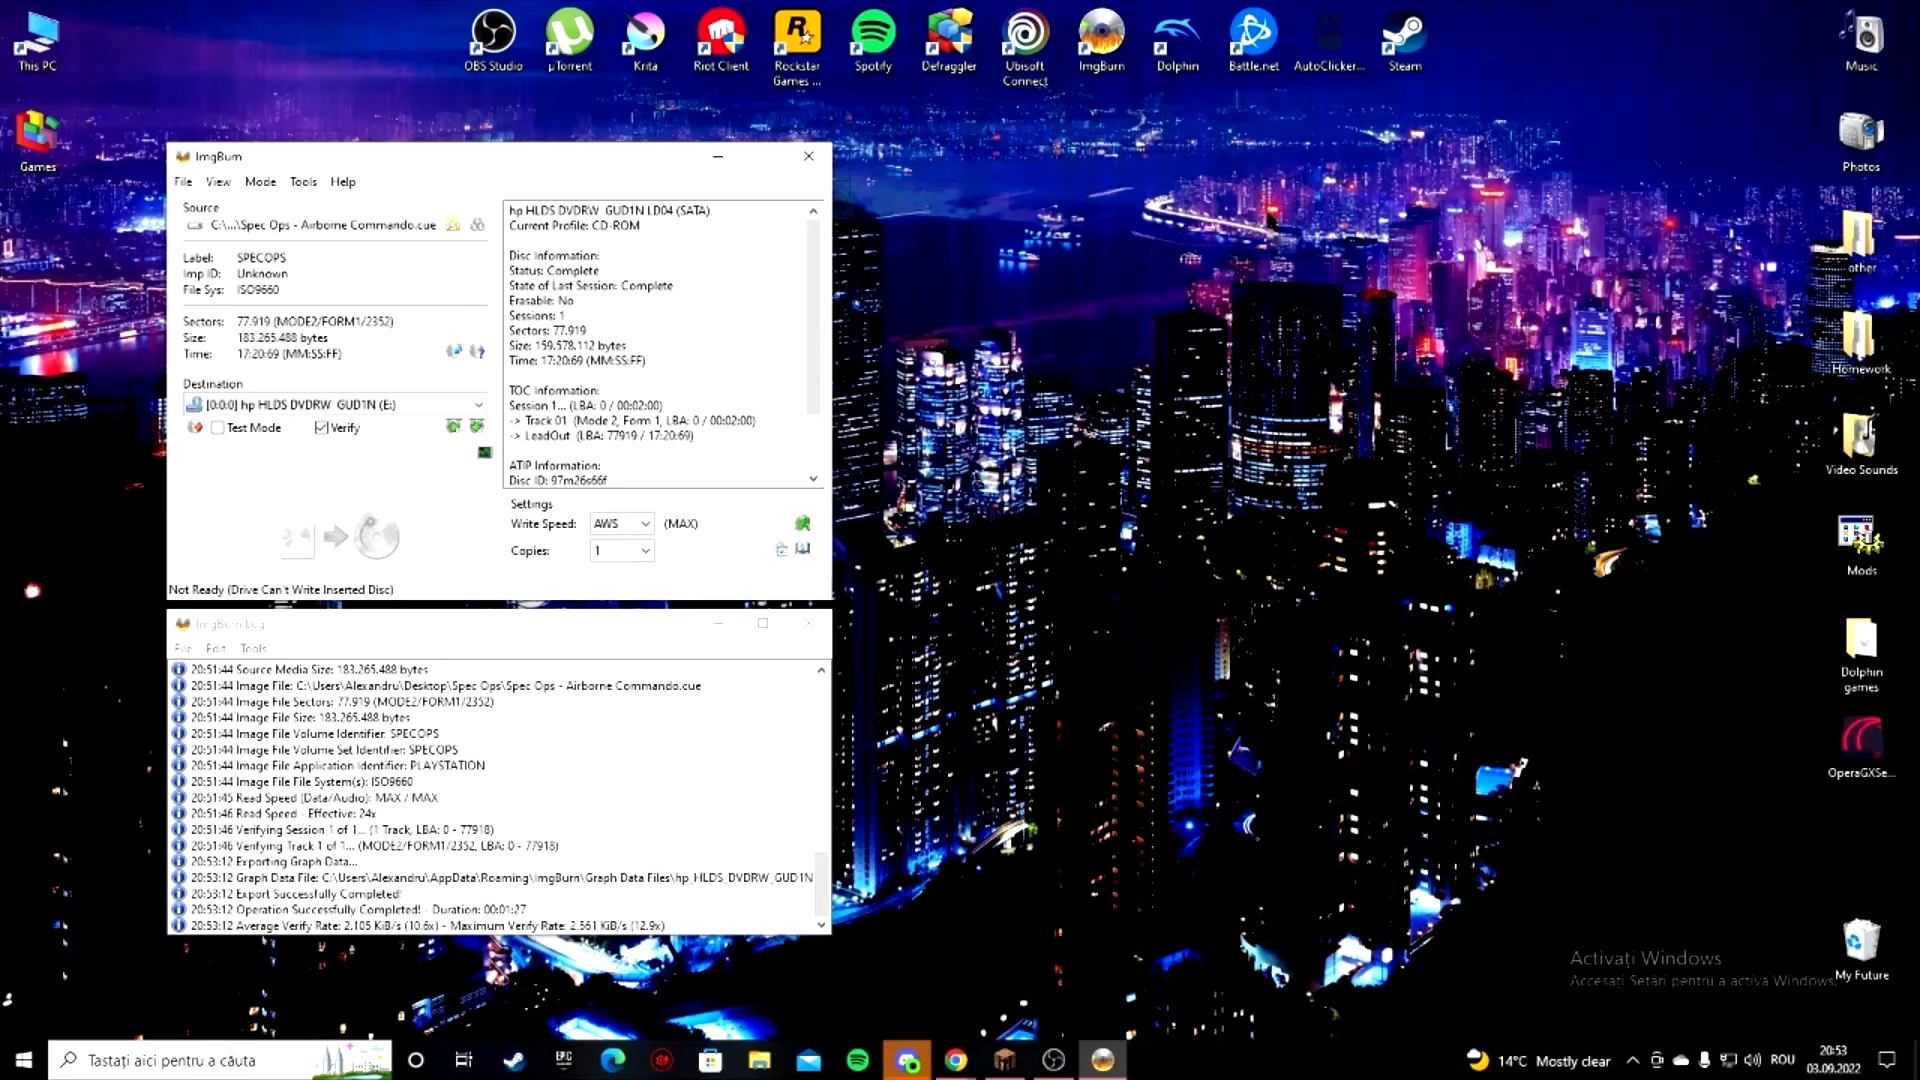 This PC
Games
OBS Studio
µTorrent
Krita
Riot Client
Rockstar
Games ...
Spotify
Defraggler
Ubisoft
Connect
ImgBurn
Dolphin
Battle.net
AutoClicker...
Steam
Music
Photos
other
Homework
Video Sounds
Mods
Dolphin
games
OperaGXSe...
My Future
ImgBurn
File View Mode Tools Help
Source
C:\...\Spec Ops - Airborne Commando.cue
Label: SPECOPS
Imp ID: Unknown
File Sys: ISO9660
Sectors: 77.919 (MODE2/FORM1/2352)
Size: 183.265.488 bytes
Time: 17:20:69 (MM:SS:FF)
Destination
[0:0:0] hp HLDS DVDRW GUD1N (E:)
Test Mode Verify
hp HLDS DVDRW GUD1N LD04 (SATA)
Current Profile: CD-ROM
Disc Information:
Status: Complete
State of Last Session: Complete
Erasable: No
Sessions: 1
Sectors: 77.919
Size: 159.578.112 bytes
Time: 17:20:69 (MM:SS:FF)
TOC Information:
Session 1... (LBA: 0 / 00:02:00)
-> Track 01 (Mode 2, Form 1, LBA: 0 / 00:02:00)
-> LeadOut (LBA: 77919 / 17:20:69)
ATIP Information:
Disc ID: 97m26s66f
Settings
Write Speed: AWS (MAX)
Copies: 1
Not Ready (Drive Can't Write Inserted Disc)
ImgBurn Log
File Edit Tools
20:51:44 Source Media Size: 183.265.488 bytes
20:51:44 Image File: C:\Users\Alexandru\Desktop\Spec Ops\Spec Ops - Airborne Commando.cue
20:51:44 Image File Sectors: 77.919 (MODE2/FORM1/2352)
20:51:44 Image File Size: 183.265.488 bytes
20:51:44 Image File Volume Identifier: SPECOPS
20:51:44 Image File Volume Set Identifier: SPECOPS
20:51:44 Image File Application Identifier: PLAYSTATION
20:51:44 Image File File System(s): ISO9660
20:51:45 Read Speed (Data/Audio): MAX / MAX
20:51:46 Read Speed - Effective: 24x
20:51:46 Verifying Session 1 of 1... (1 Track, LBA: 0 - 77918)
20:51:46 Verifying Track 1 of 1... (MODE2/FORM1/2352, LBA: 0 - 77918)
20:53:12 Exporting Graph Data...
20:53:12 Graph Data File: C:\Users\Alexandru\AppData\Roaming\ImgBurn\Graph Data Files\hp_HLDS_DVDRW_GUD1N
20:53:12 Export Successfully Completed!
20:53:12 Operation Successfully Completed! - Duration: 00:01:27
20:53:12 Average Verify Rate: 2.105 KiB/s (10.6x) - Maximum Verify Rate: 2.561 KiB/s (12.9x)
Activați Windows
Accesați Setări pentru a activa Windows.
Tastați aici pentru a căuta
EPIC
14°C Mostly clear
ROU
20:53
03.09.2022